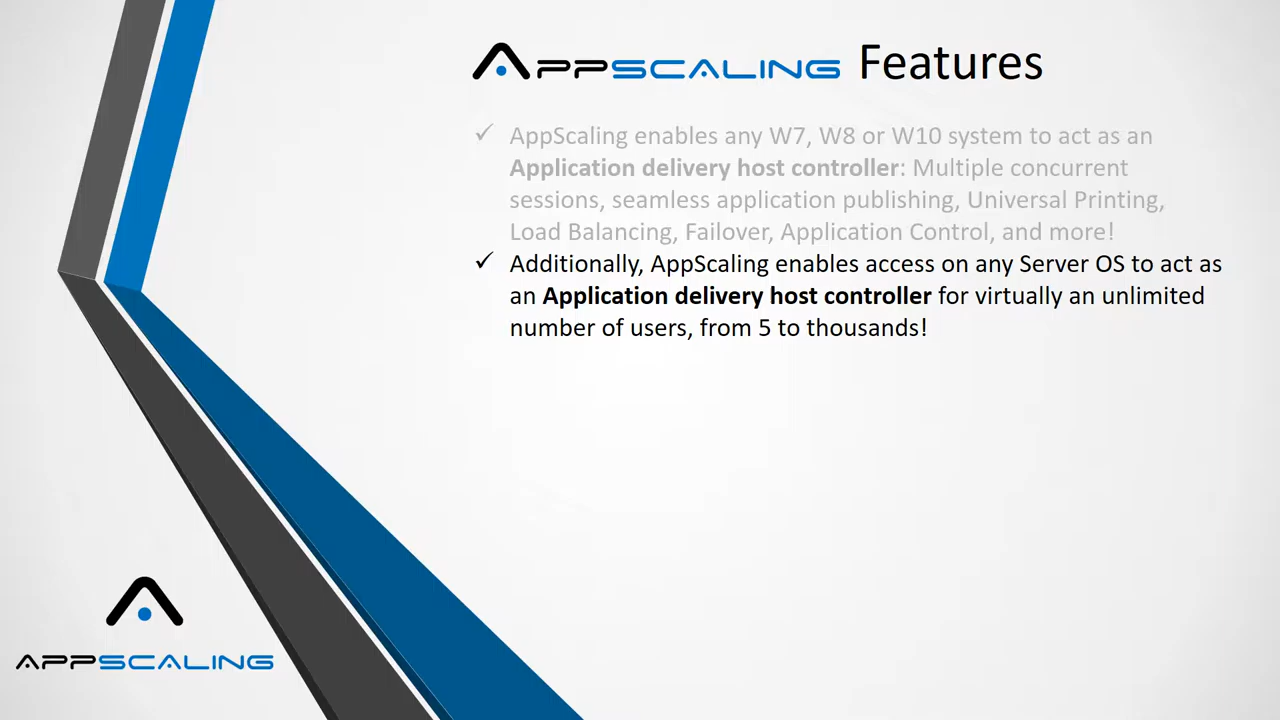 APPSCALING Features
✓ AppScaling enables any W7, W8 or W10 system to act as an
Application delivery host controller: Multiple concurrent
sessions, seamless application publishing, Universal Printing,
Load Balancing, Failover, Application Control, and more!
✓ Additionally, AppScaling enables access on any Server OS to act as
an Application delivery host controller for virtually an unlimited
number of users, from 5 to thousands!
APPSCALING